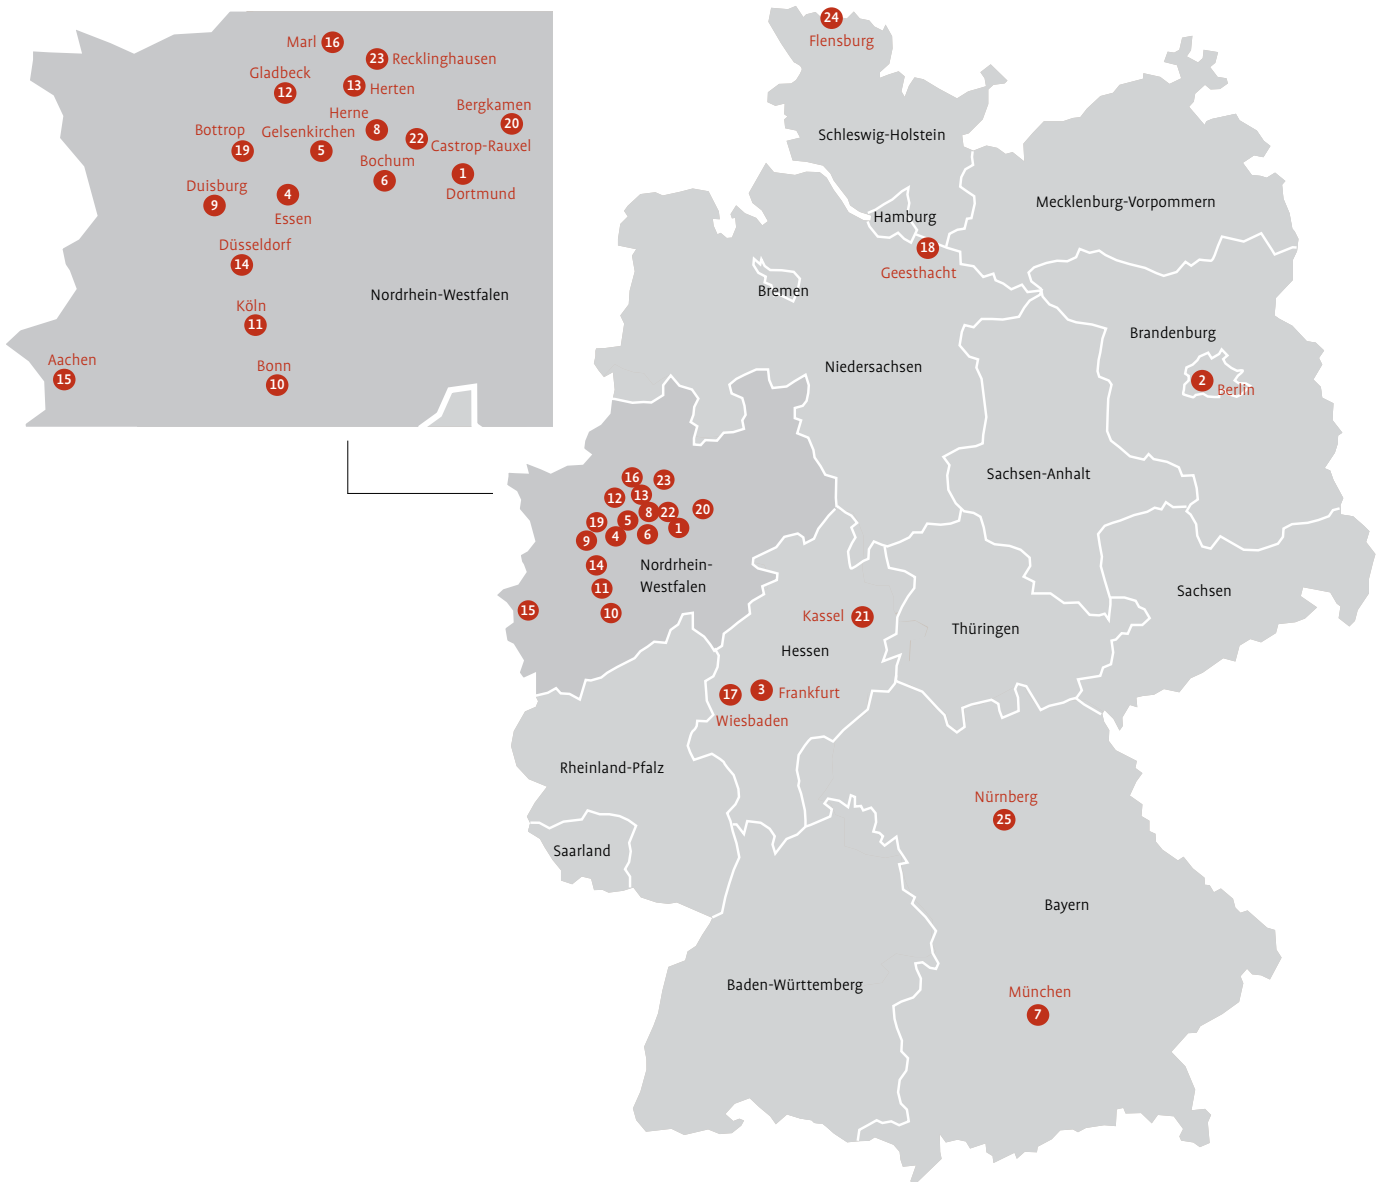 Marl 16
23 Recklinghausen
Gladbeck
12
13 Herten
Bergkamen
20
Herne
8
22
Castrop-Rauxel
Bottrop
19
Gelsenkirchen
5
Bochum
6
1
Dortmund
Duisburg
9
4
Essen
Düsseldorf
14
Nordrhein-Westfalen
Köln
11
Aachen
15
Bonn
10
24
Flensburg
Schleswig-Holstein
Mecklenburg-Vorpommern
Hamburg
18
Geesthacht
Bremen
Brandenburg
Niedersachsen
2
Berlin
Sachsen-Anhalt
16
23
12
13
8
22
20
19
5
1
9
4
6
14
Nordrhein-
Westfalen
11
15
10
Sachsen
Kassel 21
Thüringen
Hessen
17
3 Frankfurt
Wiesbaden
Rheinland-Pfalz
Nürnberg
25
Saarland
Bayern
Baden-Württemberg
München
7